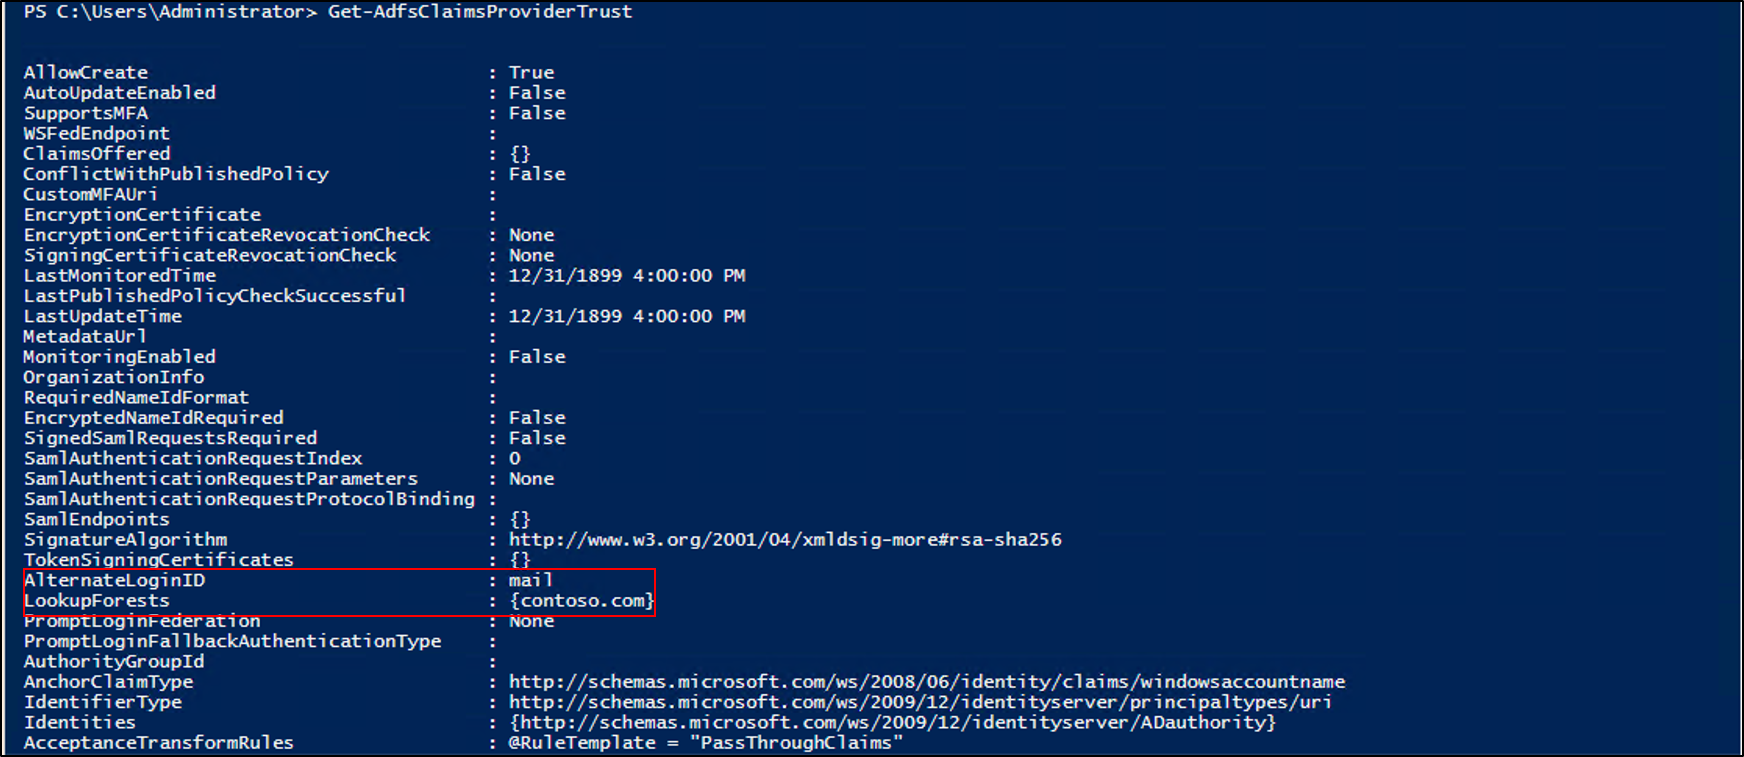 PS C:\Users\Administrator> Get-AdfsClaimsProviderTrust
AllowCreate : True
AutoUpdateEnabled : False
SupportsMFA : False
WSFedEndpoint :
ClaimsOffered : {}
ConflictWithPublishedPolicy : False
CustomMFAUri :
EncryptionCertificate :
EncryptionCertificateRevocationCheck : None
SigningCertificateRevocationCheck : None
LastMonitoredTime : 12/31/1899 4:00:00 PM
LastPublishedPolicyCheckSuccessful :
LastUpdateTime : 12/31/1899 4:00:00 PM
MetadataUrl :
MonitoringEnabled : False
OrganizationInfo :
RequiredNameIdFormat :
EncryptedNameIdRequired : False
SignedSamlRequestsRequired : False
SamlAuthenticationRequestIndex : 0
SamlAuthenticationRequestParameters : None
SamlAuthenticationRequestProtocolBinding :
SamlEndpoints : {}
SignatureAlgorithm : http://www.w3.org/2001/04/xmldsig-more#rsa-sha256
TokenSigningCertificates : {}
AlternateLoginID : mail
LookupForests : {contoso.com}
PromptLoginFederation : None
PromptLoginFallbackAuthenticationType :
AuthorityGroupId :
AnchorClaimType : http://schemas.microsoft.com/ws/2008/06/identity/claims/windowsaccountname
IdentifierType : http://schemas.microsoft.com/ws/2009/12/identityserver/principaltypes/uri
Identities : {http://schemas.microsoft.com/ws/2009/12/identityserver/ADauthority}
AcceptanceTransformRules : @RuleTemplate = "PassThroughClaims"